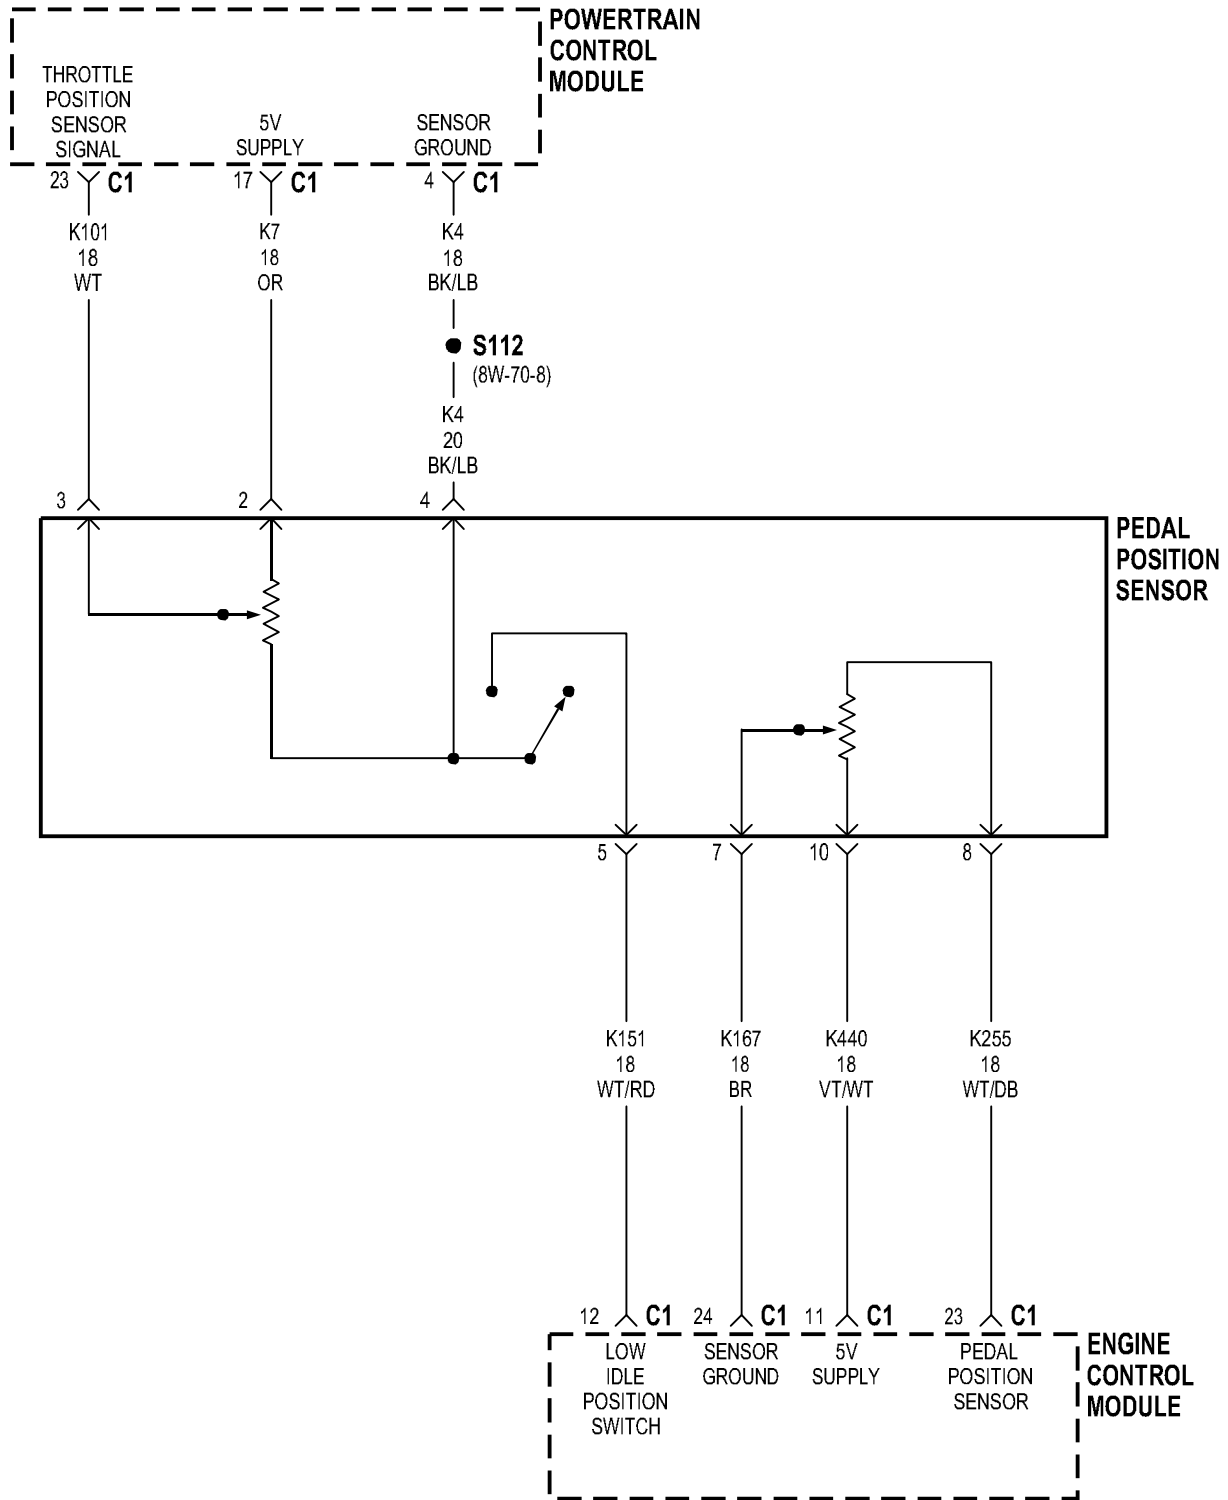 POWERTRAIN
CONTROL
MODULE
THROTTLE
POSITION
SENSOR
SIGNAL
5V
SUPPLY
SENSOR
GROUND
23 C1 17 C1 4 C1
K101 K7 K4
18 18 18
WT OR BK/LB
S112
(8W-70-8)
K4
20
BK/LB
3 2 4
PEDAL
POSITION
SENSOR
5 7 10 8
K151 K167 K440 K255
18 18 18 18
WT/RD BR VT/WT WT/DB
12 C1 24 C1 11 C1 23 C1
LOW
IDLE
POSITION
SWITCH
SENSOR
GROUND
5V
SUPPLY
PEDAL
POSITION
SENSOR
ENGINE
CONTROL
MODULE